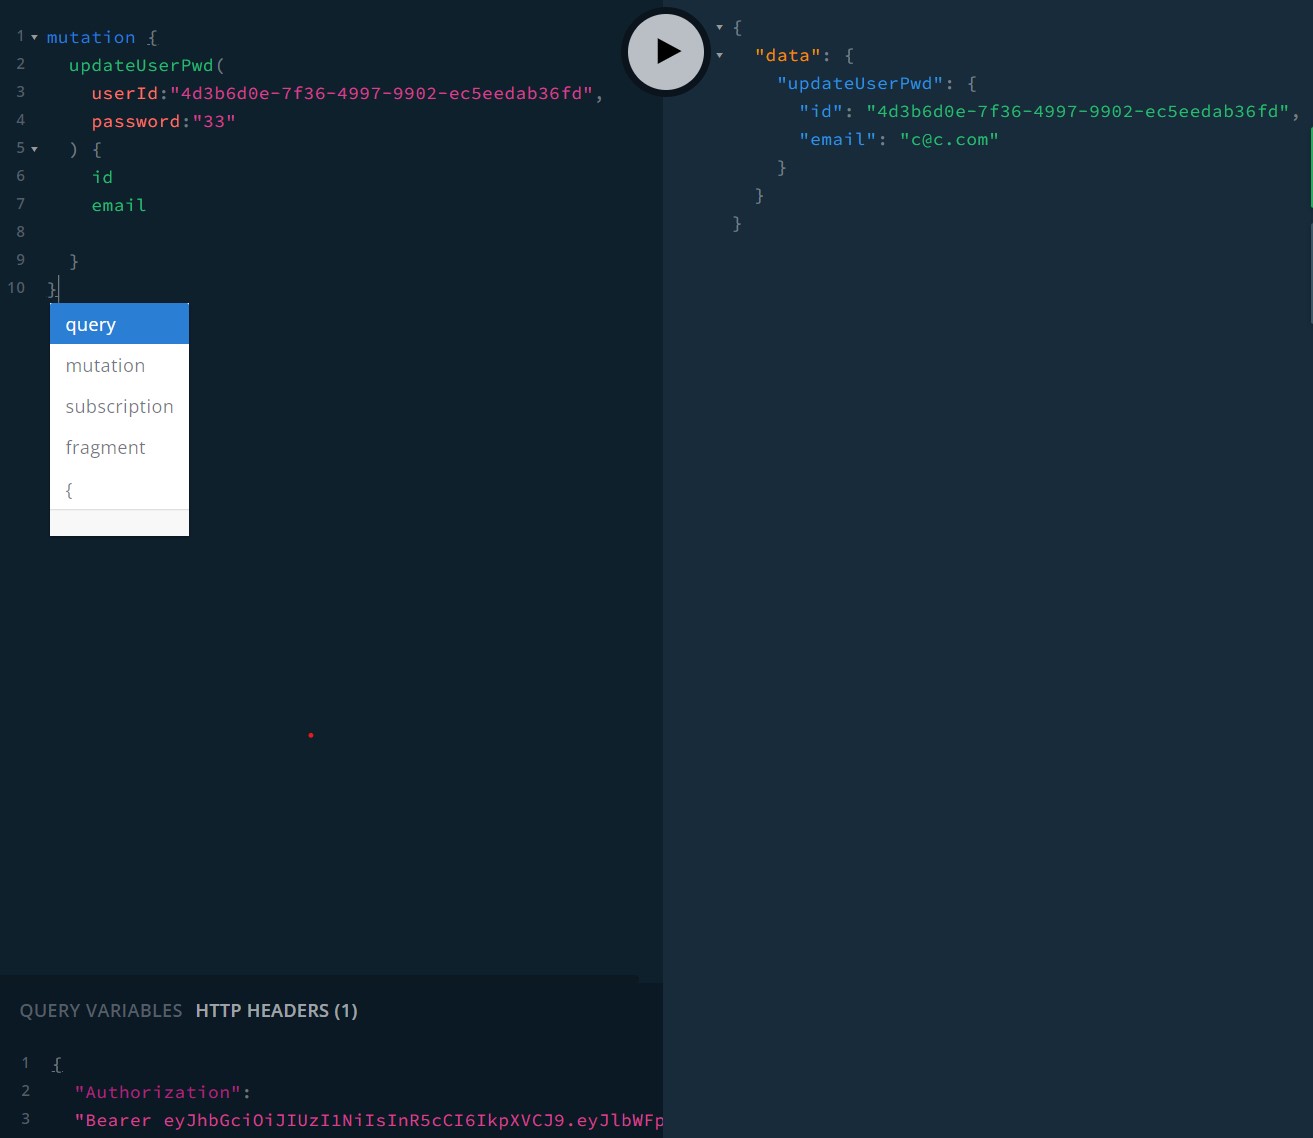 1 mutation {
2 updateUserPwd(
3 userId:"4d3b6d0e-7f36-4997-9902-ec5eedab36fd",
4 password:"33"
5 ) {
6 id
7 email
8
9 }
10 }
query
mutation
subscription
fragment
{
{
"data": {
"updateUserPwd": {
"id": "4d3b6d0e-7f36-4997-9902-ec5eedab36fd",
"email": "c@c.com"
}
}
}
QUERY VARIABLES HTTP HEADERS (1)
1 {
2 "Authorization":
3 "Bearer eyJhbGciOiJIUzI1NiIsInR5cCI6IkpXVCJ9.eyJlbWFp